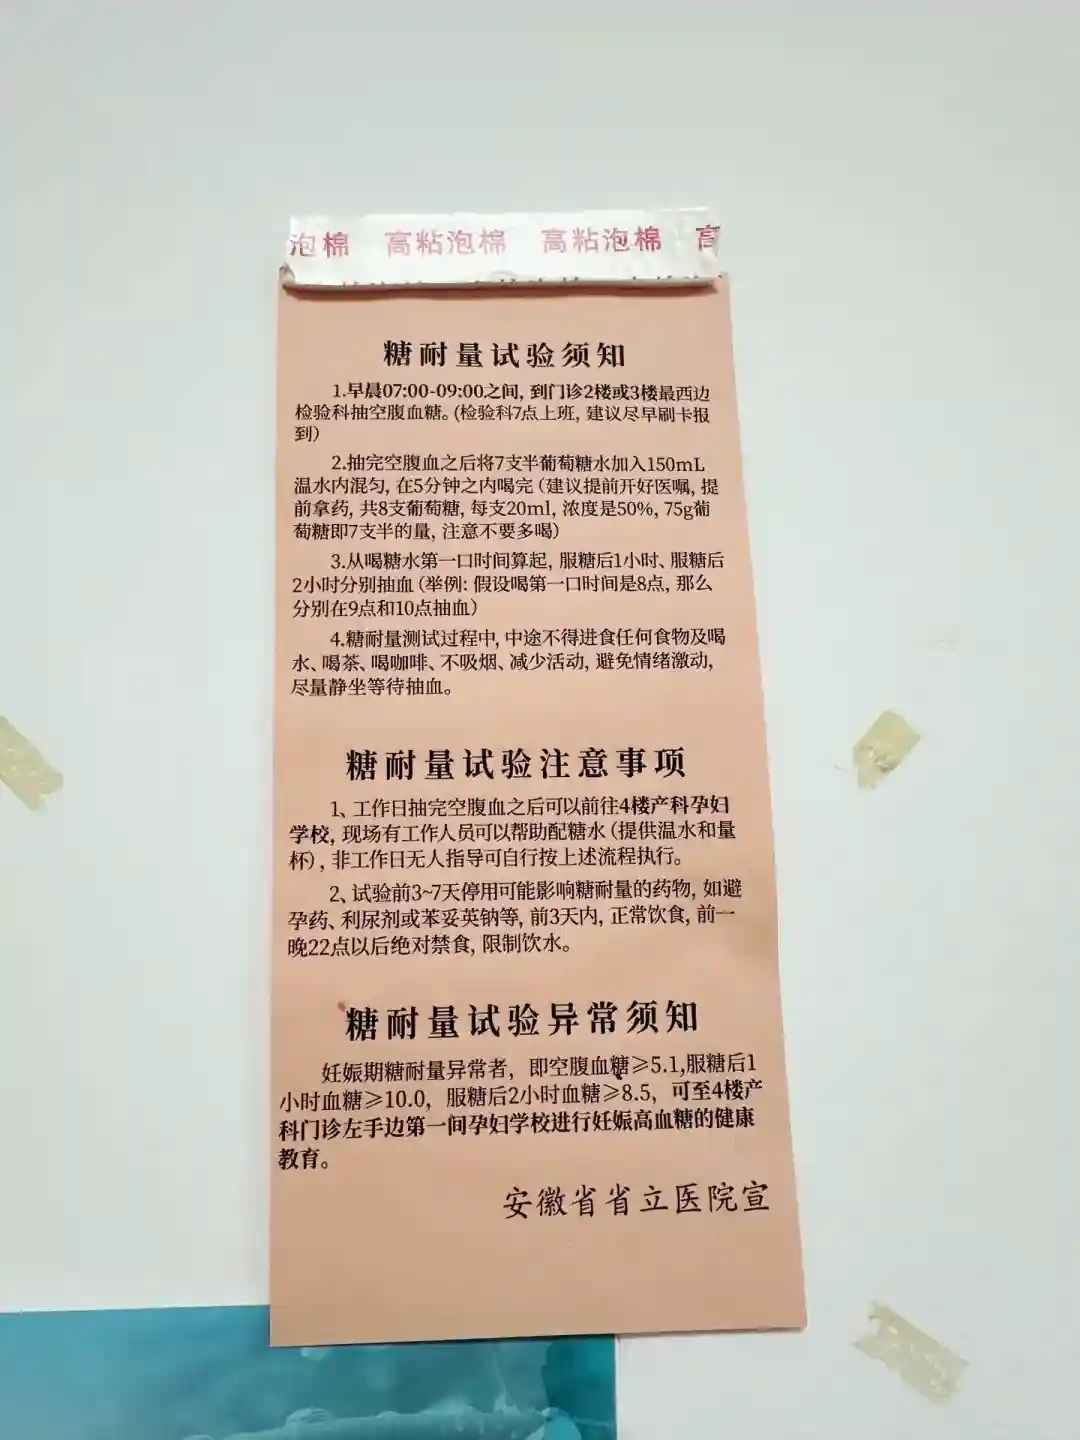 泡棉 高粘泡棉 高粘泡棉 高
糖耐量试验须知
1.早晨07:00-09:00之间, 到门诊2楼或3楼最西边
检验科抽空腹血糖。(检验科7点上班, 建议尽早刷卡报
到)
2.抽完空腹血之后将7支半葡萄糖水加入150mL
温水内混匀, 在5分钟之内喝完 (建议提前开好医嘱, 提
前拿药, 共8支葡萄糖, 每支20ml, 浓度是50%, 75g葡
萄糖即7支半的量, 注意不要多喝)
3.从喝糖水第一口时间算起, 服糖后1小时、服糖后
2小时分别抽血 (举例: 假设喝第一口时间是8点, 那么
分别在9点和10点抽血)
4.糖耐量测试过程中, 中途不得进食任何食物及喝
水、喝茶、喝咖啡、不吸烟、减少活动, 避免情绪激动,
尽量静坐等待抽血。
糖耐量试验注意事项
1、工作日抽完空腹血之后可以前往4楼产科孕妇
学校, 现场有工作人员可以帮助配糖水 (提供温水和量
杯) , 非工作日无人指导可自行按上述流程执行。
2、试验前3~7天停用可能影响糖耐量的药物, 如避
孕药、利尿剂或苯妥英钠等, 前3天内, 正常饮食, 前一
晚22点以后绝对禁食, 限制饮水。
糖耐量试验异常须知
妊娠期糖耐量异常者, 即空腹血糖≥5.1,服糖后1
小时血糖≥10.0, 服糖后2小时血糖≥8.5, 可至4楼产
科门诊左手边第一间孕妇学校进行妊娠高血糖的健康
教育。
安徽省省立医院宣